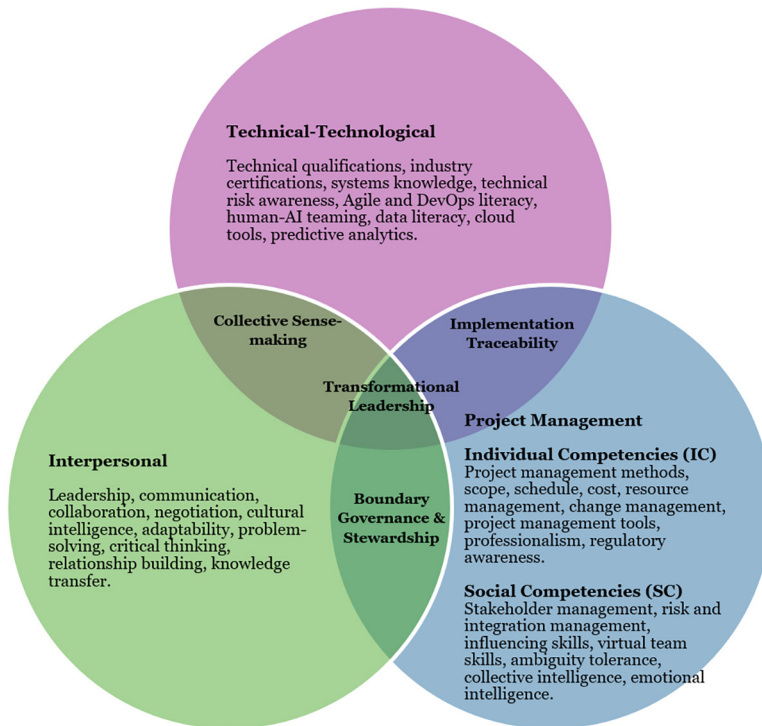 Technical-Technological
Technical qualifications, industry
certifications, systems knowledge, technical
risk awareness, Agile and DevOps literacy,
human-AI teaming, data literacy, cloud
tools, predictive analytics.
Collective Sense-
making
Implementation
Traceability
Transformational
Leadership
Interpersonal
Leadership, communication,
collaboration, negotiation, cultural
intelligence, adaptability, problem-
solving, critical thinking,
relationship building, knowledge
transfer.
Boundary
Governance &
Stewardship
Project Management
Individual Competencies (IC)
Project management methods,
scope, schedule, cost, resource
management, change management,
project management tools,
professionalism, regulatory
awareness.
Social Competencies (SC)
Stakeholder management, risk and
integration management,
influencing skills, virtual team
skills, ambiguity tolerance,
collective intelligence, emotional
intelligence.